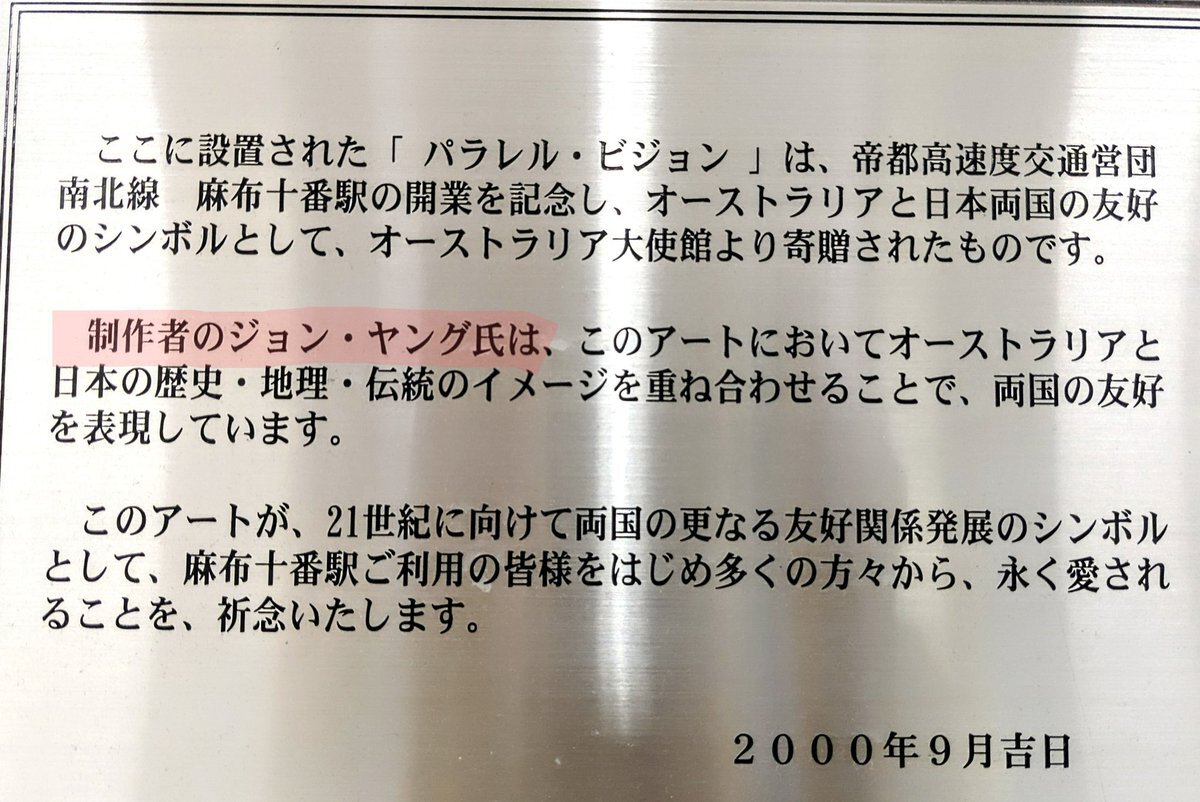 ここに設置された「 パラレル・ビジョン 」は、帝都高速度交通営団
南北線　麻布十番駅の開業を記念し、オーストラリアと日本両国の友好
のシンボルとして、オーストラリア大使館より寄贈されたものです。
制作者のジョン・ヤング氏は、このアートにおいてオーストラリアと
日本の歴史・地理・伝統のイメージを重ね合わせることで、両国の友好
を表現しています。
このアートが、21世紀に向けて両国の更なる友好関係発展のシンボル
として、麻布十番駅ご利用の皆様をはじめ多くの方々から、永く愛され
ることを、祈念いたします。
２０００年９月吉日